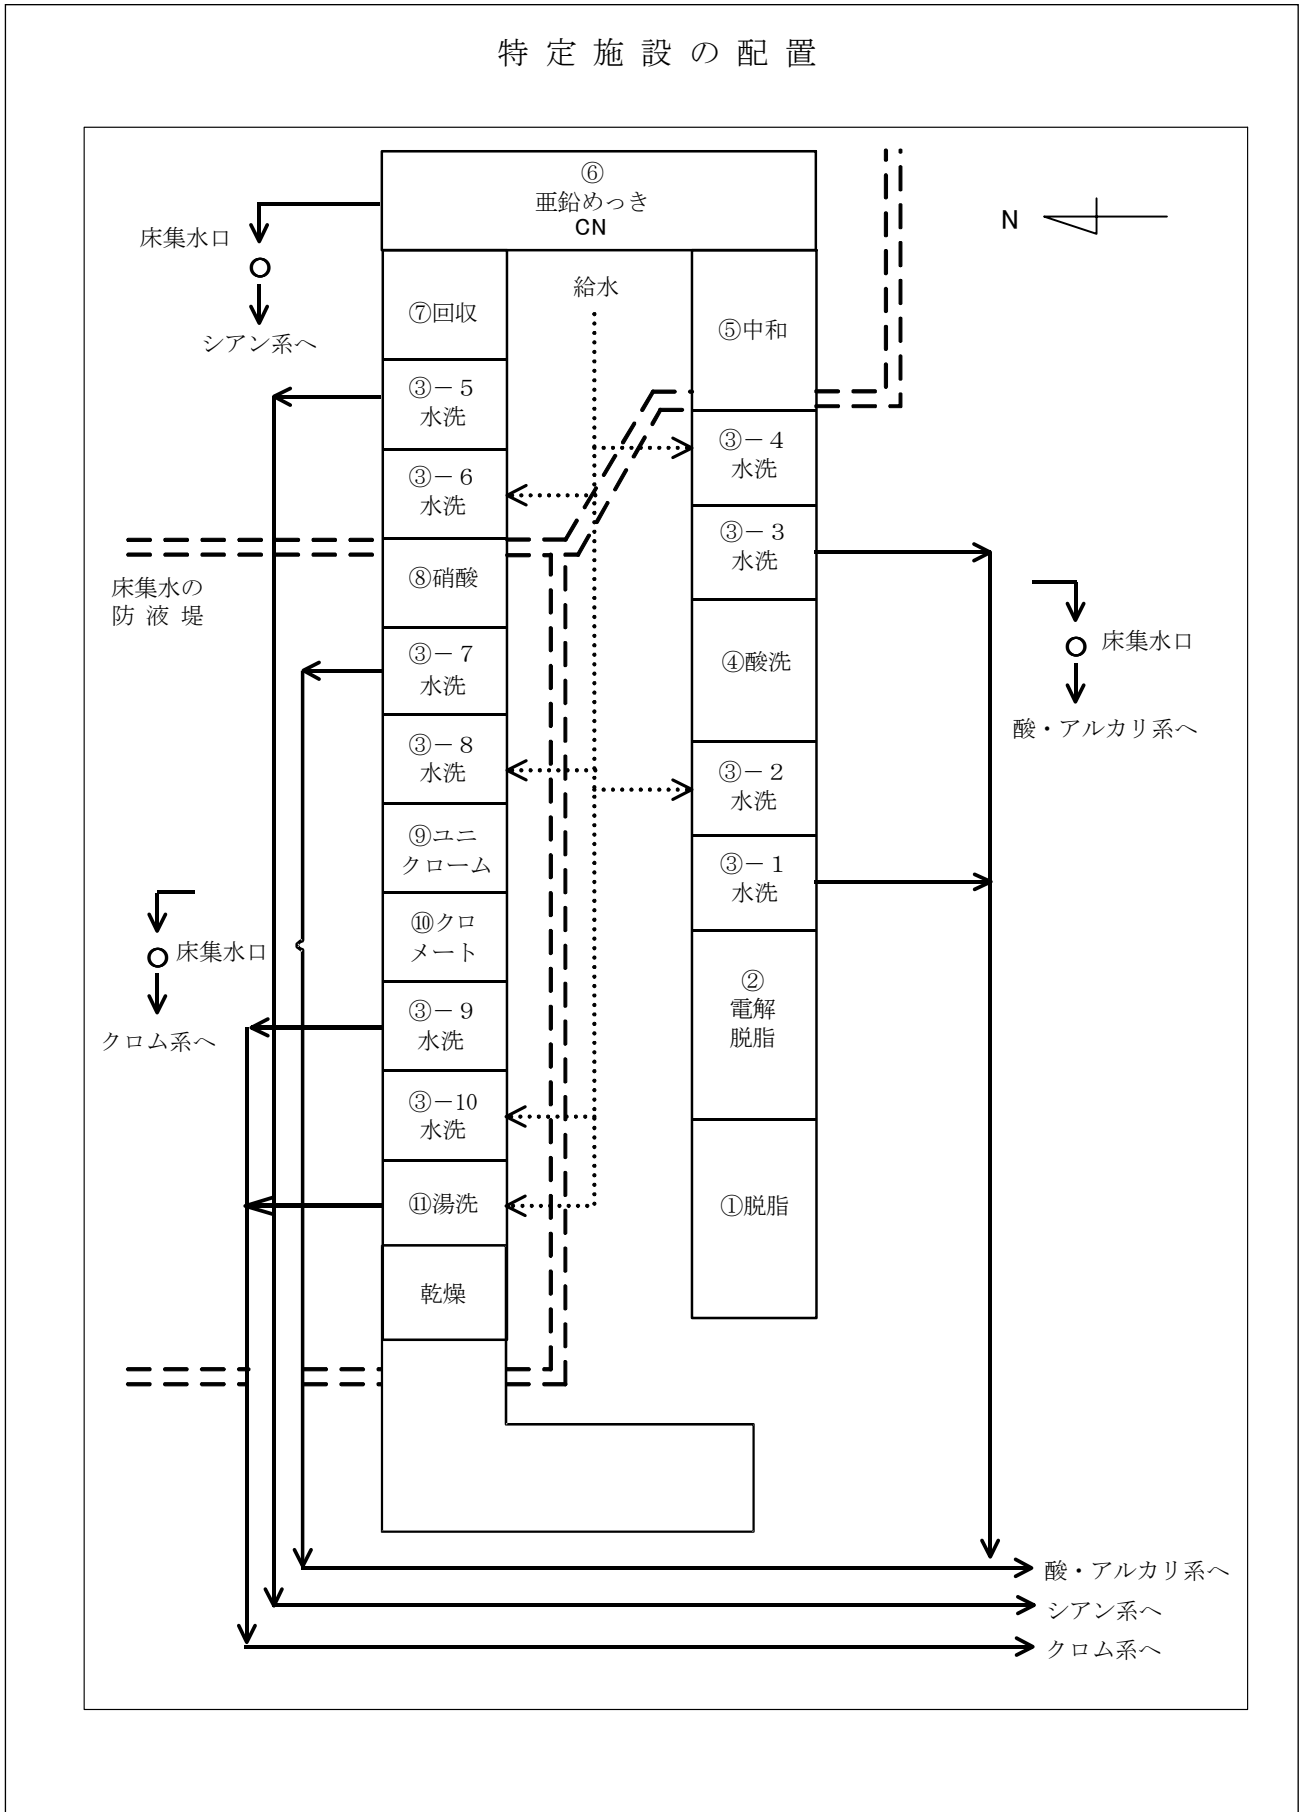 特定施設の配置
⑥
亜鉛めっき
CN
N
床集水口
シアン系へ
給水
⑦回収
⑤中和
③－５
水洗
③－４
水洗
③－６
水洗
③－３
水洗
床集水の
防液堤
⑧硝酸
③－７
水洗
④酸洗
床集水口
酸・アルカリ系へ
③－８
水洗
③－２
水洗
⑨ユニ
クローム
③－１
水洗
⑩クロ
メート
床集水口
クロム系へ
②
電解
脱脂
③－９
水洗
③－10
水洗
⑪湯洗
①脱脂
乾燥
酸・アルカリ系へ
シアン系へ
クロム系へ